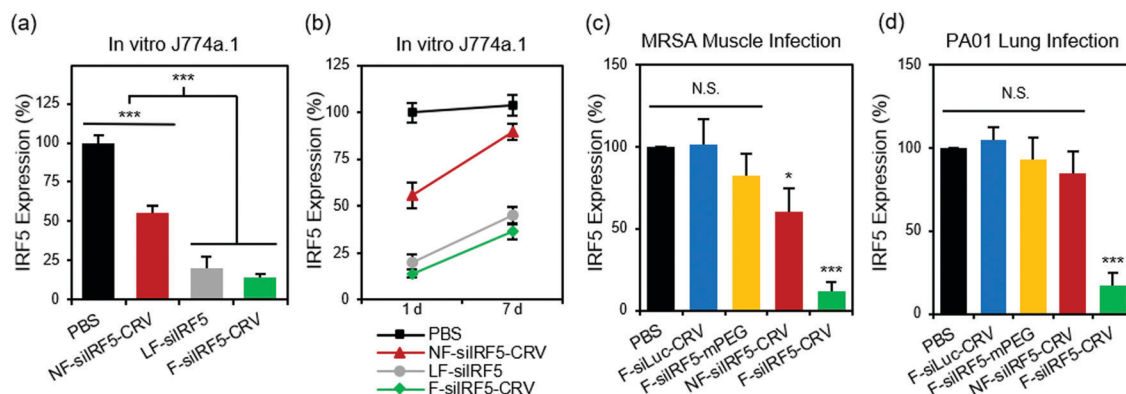 (a)
In vitro J774a.1
IRF5 Expression (%)
125
100
75
50
25
0
***
***
PBS
NF-siIRF5-CRV
LF-siIRF5
F-siIRF5-CRV
(b)
In vitro J774a.1
IRF5 Expression (%)
125
100
75
50
25
0
1 d
7 d
PBS
NF-siIRF5-CRV
LF-siIRF5
F-siIRF5-CRV
(c)
MRSA Muscle Infection
IRF5 Expression (%)
150
100
50
0
N.S.
*
***
PBS
F-siLuc-CRV
F-siIRF5-mPEG
NF-siIRF5-CRV
F-siIRF5-CRV
(d)
PA01 Lung Infection
IRF5 Expression (%)
150
100
50
0
N.S.
***
PBS
F-siLuc-CRV
F-siIRF5-mPEG
NF-siIRF5-CRV
F-siIRF5-CRV